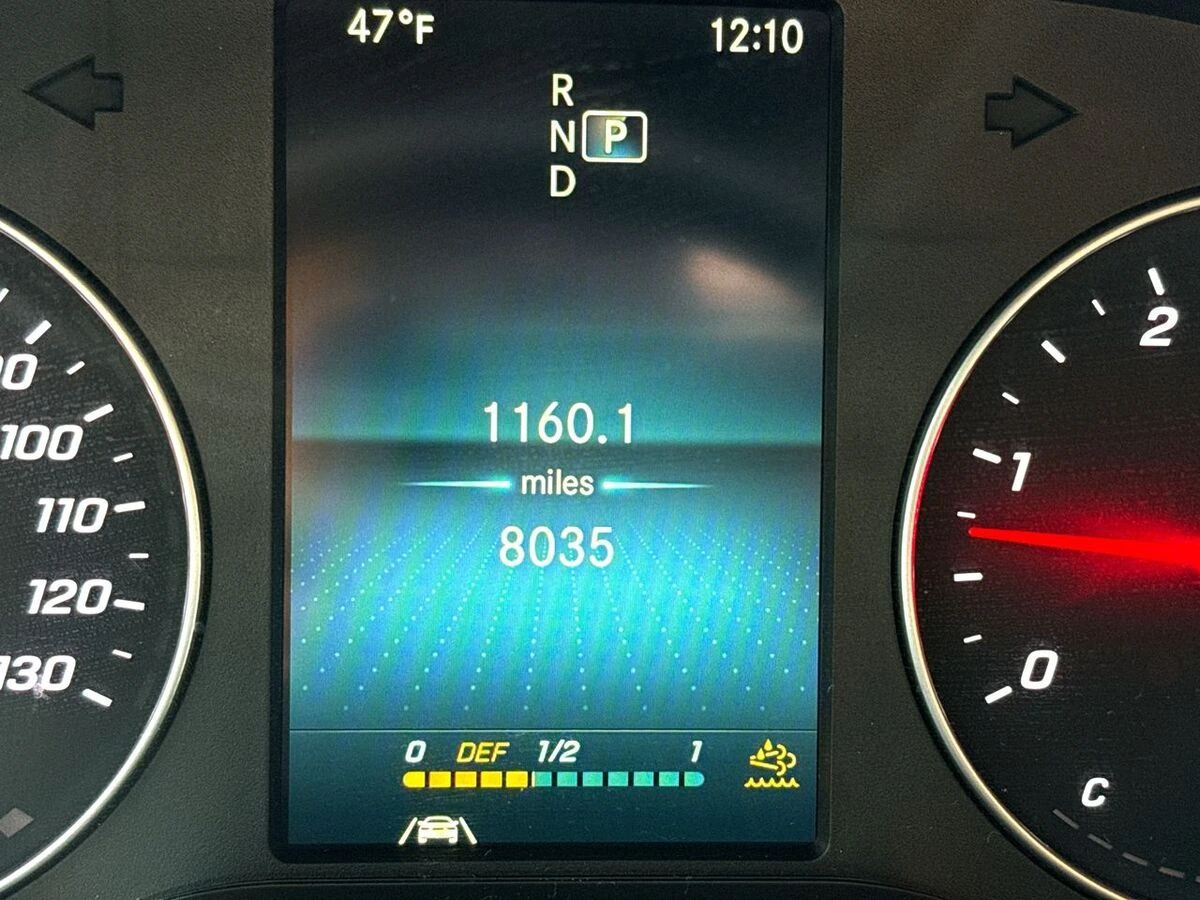 47°F 12:10
R
N P
D
1160.1
miles
8035
0 DEF 1/2 1
100
110
120
130
2
1
0
C